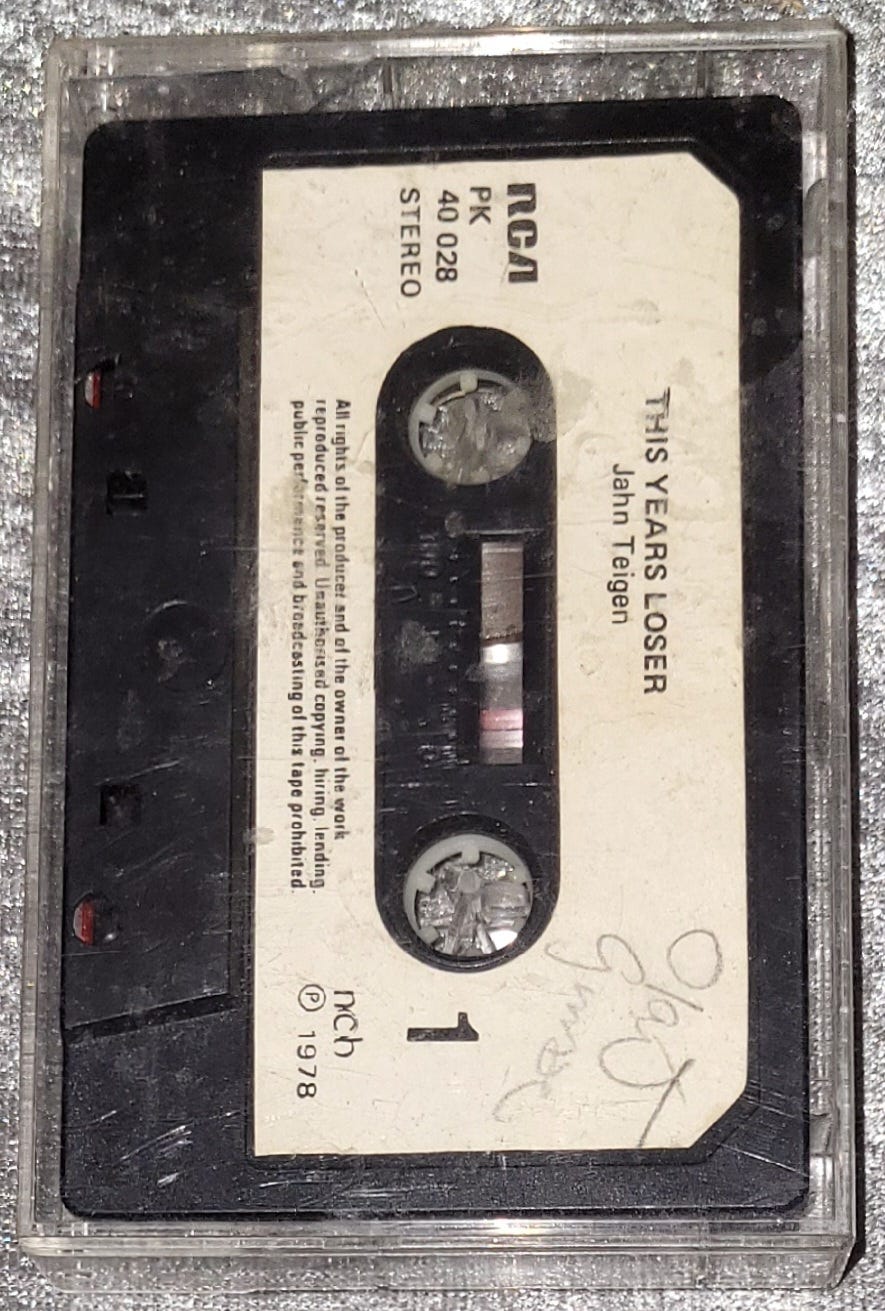 THIS YEARS LOSER
Jahn Teigen
RCA
PK
40 028
STEREO
1
All rights of the producer and of the owner of the work
reproduced reserved. Unauthorised copying, hiring, lending,
public performance and broadcasting of this tape prohibited.
nCb
Ⓟ 1978